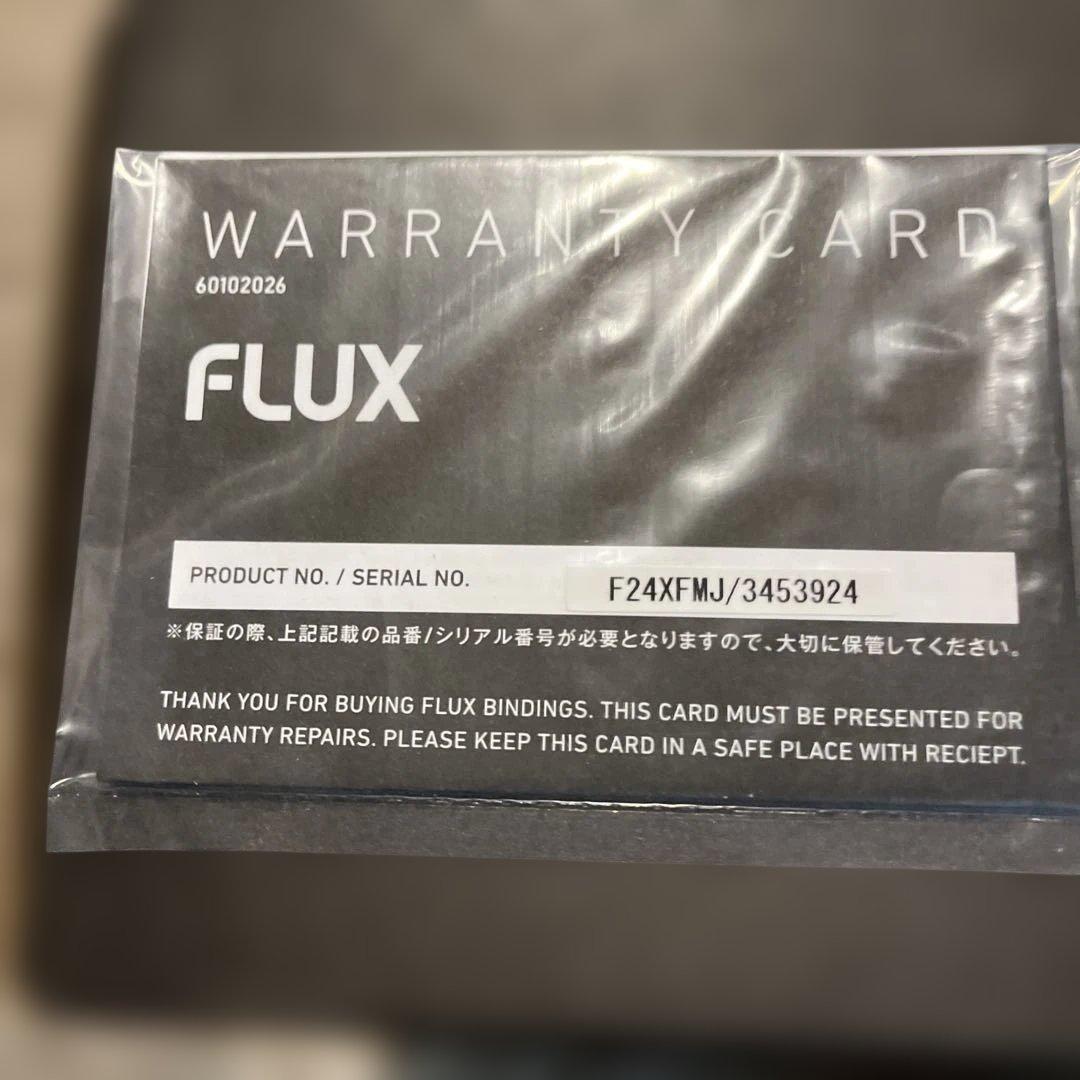 WARRANTY CARD
60102026
FLUX
PRODUCT NO. / SERIAL NO. F24XFMJ/3453924
※保証の際、上記記載の品番/シリアル番号が必要となりますので、大切に保管してください。
THANK YOU FOR BUYING FLUX BINDINGS. THIS CARD MUST BE PRESENTED FOR
WARRANTY REPAIRS. PLEASE KEEP THIS CARD IN A SAFE PLACE WITH RECIEPT.